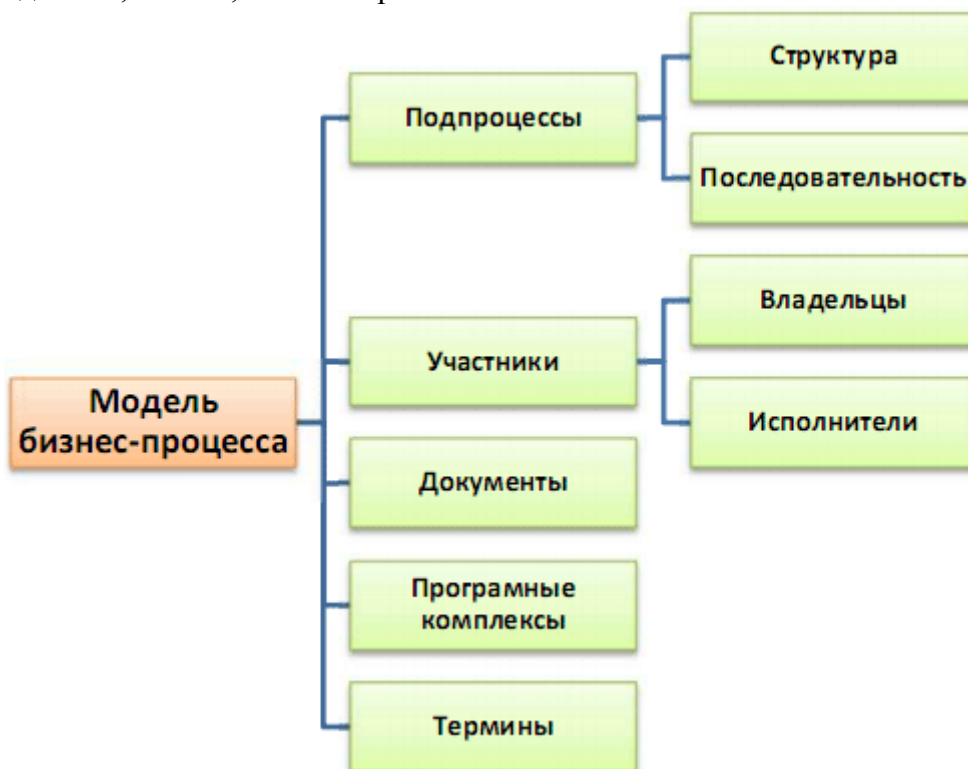 Структура
Подпроцессы
Последовательность
Владельцы
Участники
Модель
бизнес-процесса
Исполнители
Документы
Програмные
комплексы
Термины